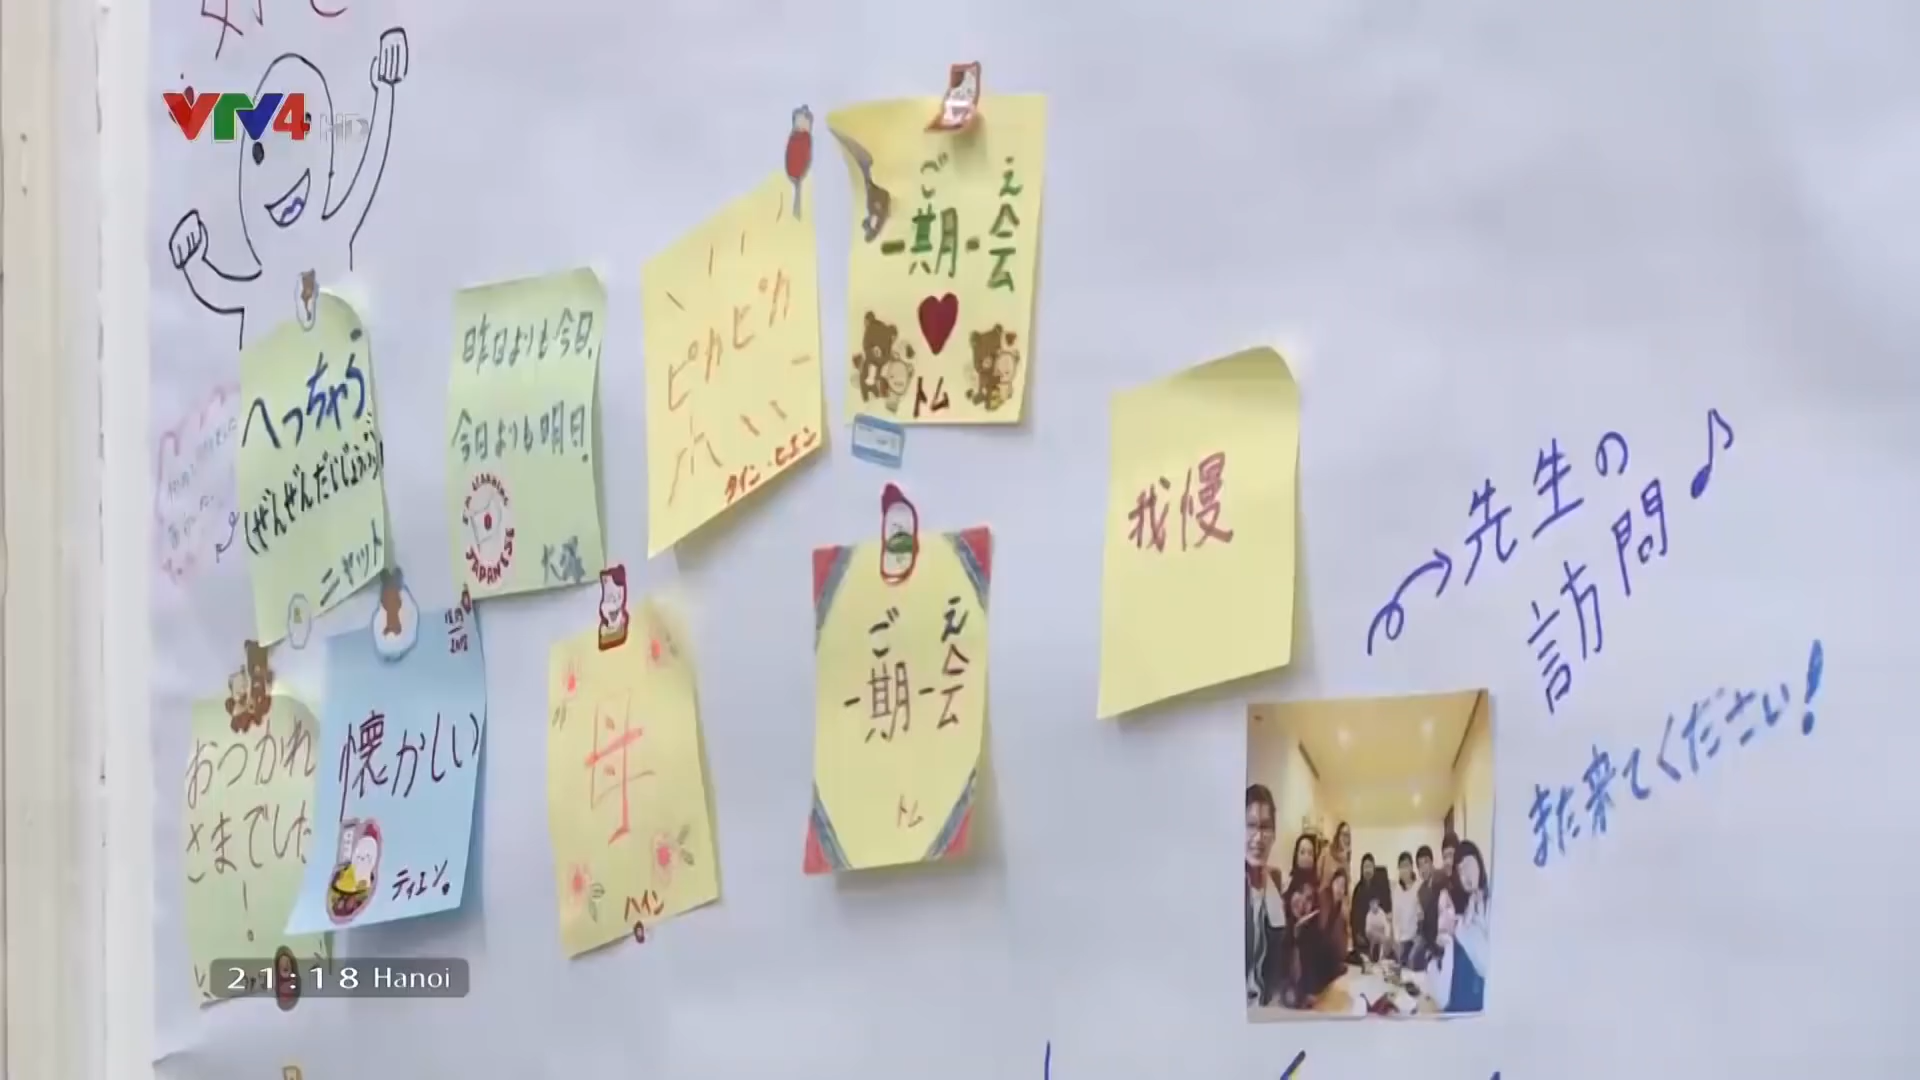 VTV4 HD
へっちゃら
(ぜんぜんだじじょうぶ)
ニャット
昨日よりも今日、
今日よりも明日!
I'M LEARNING
JAPANESE
ピカピカ
タイン・ヒエン
ご え
一期一会
トム
我慢
先生の
訪問♪
また来てください!
おつかれ
さまでした
!
懐かしい
ティエン。
母
ハイン
ご え
一期一会
トム
21:18 Hanoi